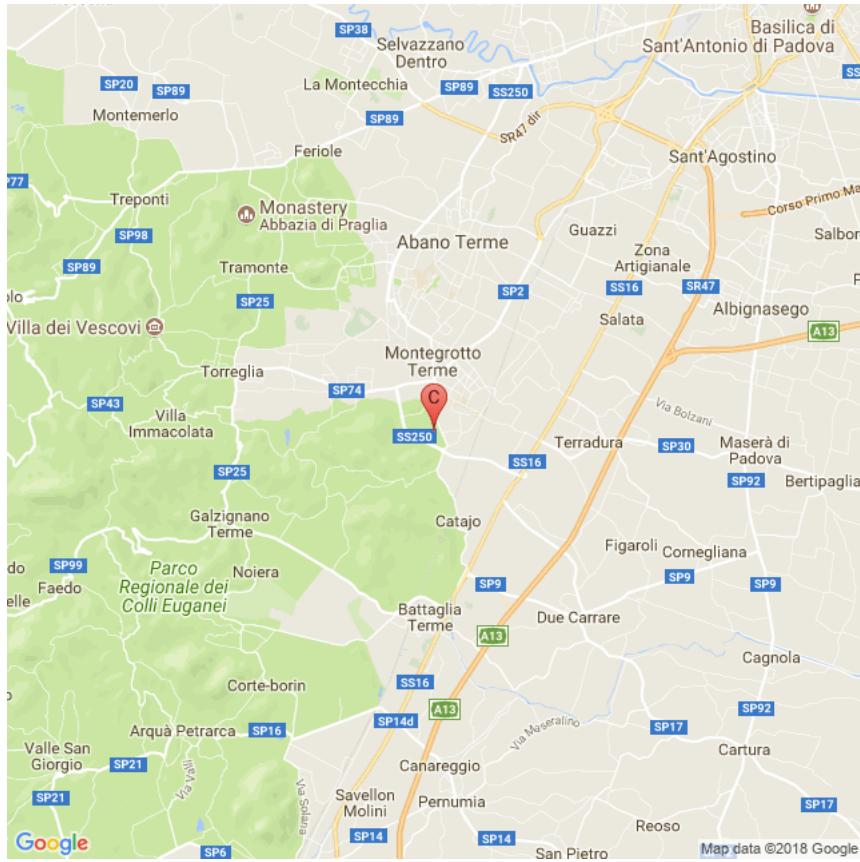 SP38
Basilica di
Sant'Antonio di Padova
Selvazzano
Dentro
SP20
SP89
La Montecchia
SP89
SS250
Montemerlo
SP89
SR47 dir
Feriole
Sant'Agostino
SP77
Treponti
Monastery
Abbazia di Praglia
Corso Primo Ma
SP98
Abano Terme
Guazzi
Salbor
SP89
Tramonte
Zona
Artigianale
SP25
SP2
SS16
SR47
olo
Villa dei Vescovi
Salata
Albignasego
A13
Montegrotto
Terme
Torreglia
SP74
C
SP43
Villa
Immacolata
Via Bolzani
SS250
Terradura
SP30
Maserà di
Padova
SP25
SS16
SP92
Bertipaglia
Galzignano
Terme
Catajo
Figaroli
Cornegliana
do
SP99
Faedo
elle
Parco
Regionale dei
Colli Euganei
Noiera
SP9
SP9
SP9
Battaglia
Terme
Due Carrare
A13
Cagnola
Corte-borin
SS16
A13
SP92
Arquà Petrarca
SP16
SP14d
Via Maseralino
SP17
Valle San
Giorgio
SP21
Via Valli
Canareggio
Cartura
SP21
Via Solana
Savellon
Molini
Pernumia
SP17
Reoso
SP14
SP14
SP6
San Pietro
Google
Map data ©2018 Google